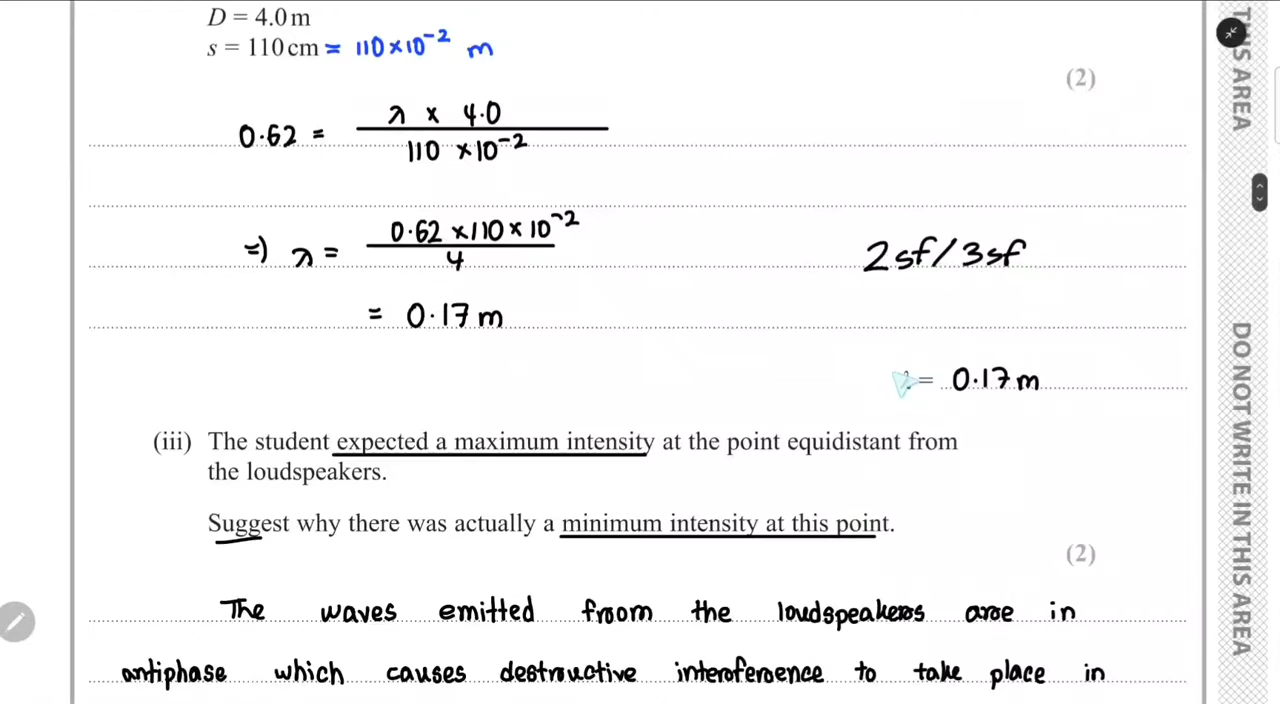 D = 4.0 m
s = 110 cm = 110 × 10⁻² m
(2)
0.62 = λ × 4.0 / 110 × 10⁻²
=) λ = 0.62 × 110 × 10⁻² / 4
2sf/3sf
= 0.17 m
= 0.17 m
(iii) The student expected a maximum intensity at the point equidistant from
the loudspeakers.
Suggest why there was actually a minimum intensity at this point.
(2)
The waves emitted from the loudspeakers are in
antiphase which causes destructive interference to take place in
THIS AREA
DO NOT WRITE IN THIS AREA